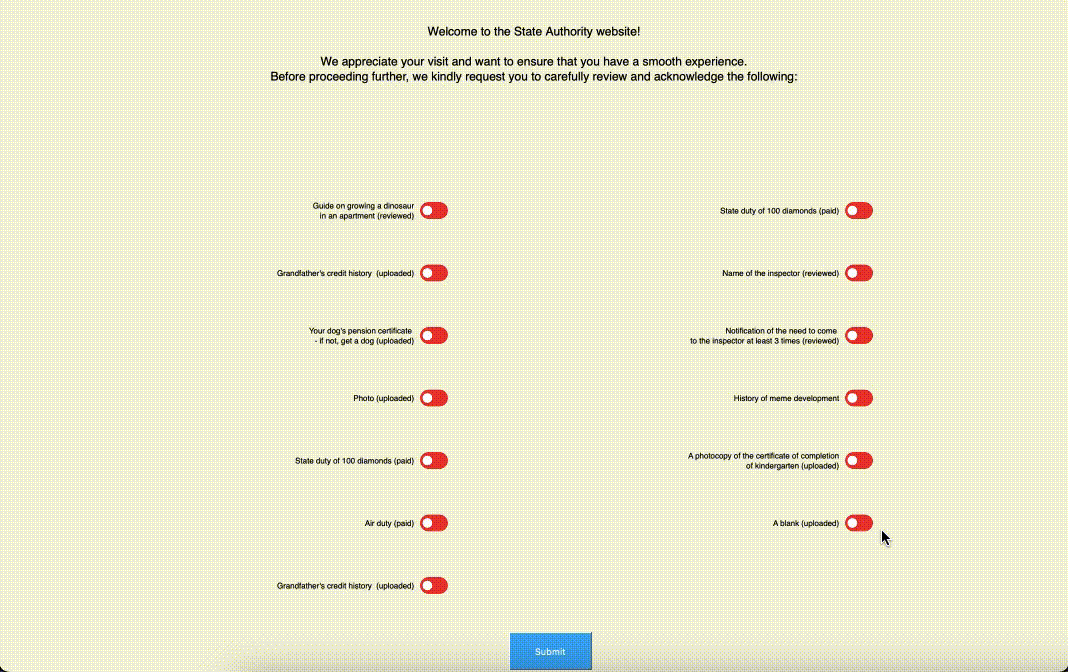 Welcome to the State Authority website!
We appreciate your visit and want to ensure that you have a smooth experience.
Before proceeding further, we kindly request you to carefully review and acknowledge the following:
Guide on growing a dinosaur
in an apartment (reviewed)
Grandfather's credit history (uploaded)
Your dog's pension certificate
- if not, get a dog (uploaded)
Photo (uploaded)
State duty of 100 diamonds (paid)
Air duty (paid)
Grandfather's credit history (uploaded)
State duty of 100 diamonds (paid)
Name of the inspector (reviewed)
Notification of the need to come
to the inspector at least 3 times (reviewed)
History of meme development
A photocopy of the certificate of completion
of kindergarten (uploaded)
A blank (uploaded)
Submit